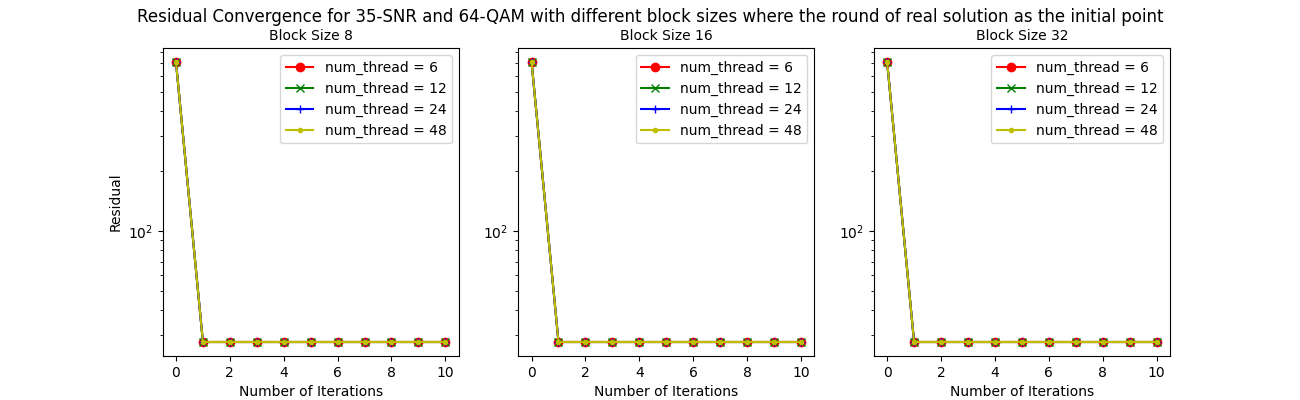 Residual Convergence for 35-SNR and 64-QAM with different block sizes where the round of real solution as the initial point
Block Size 8
Residual
10²
num_thread = 6
num_thread = 12
num_thread = 24
num_thread = 48
0 2 4 6 8 10
Number of Iterations
Block Size 16
10²
num_thread = 6
num_thread = 12
num_thread = 24
num_thread = 48
0 2 4 6 8 10
Number of Iterations
Block Size 32
10²
num_thread = 6
num_thread = 12
num_thread = 24
num_thread = 48
0 2 4 6 8 10
Number of Iterations